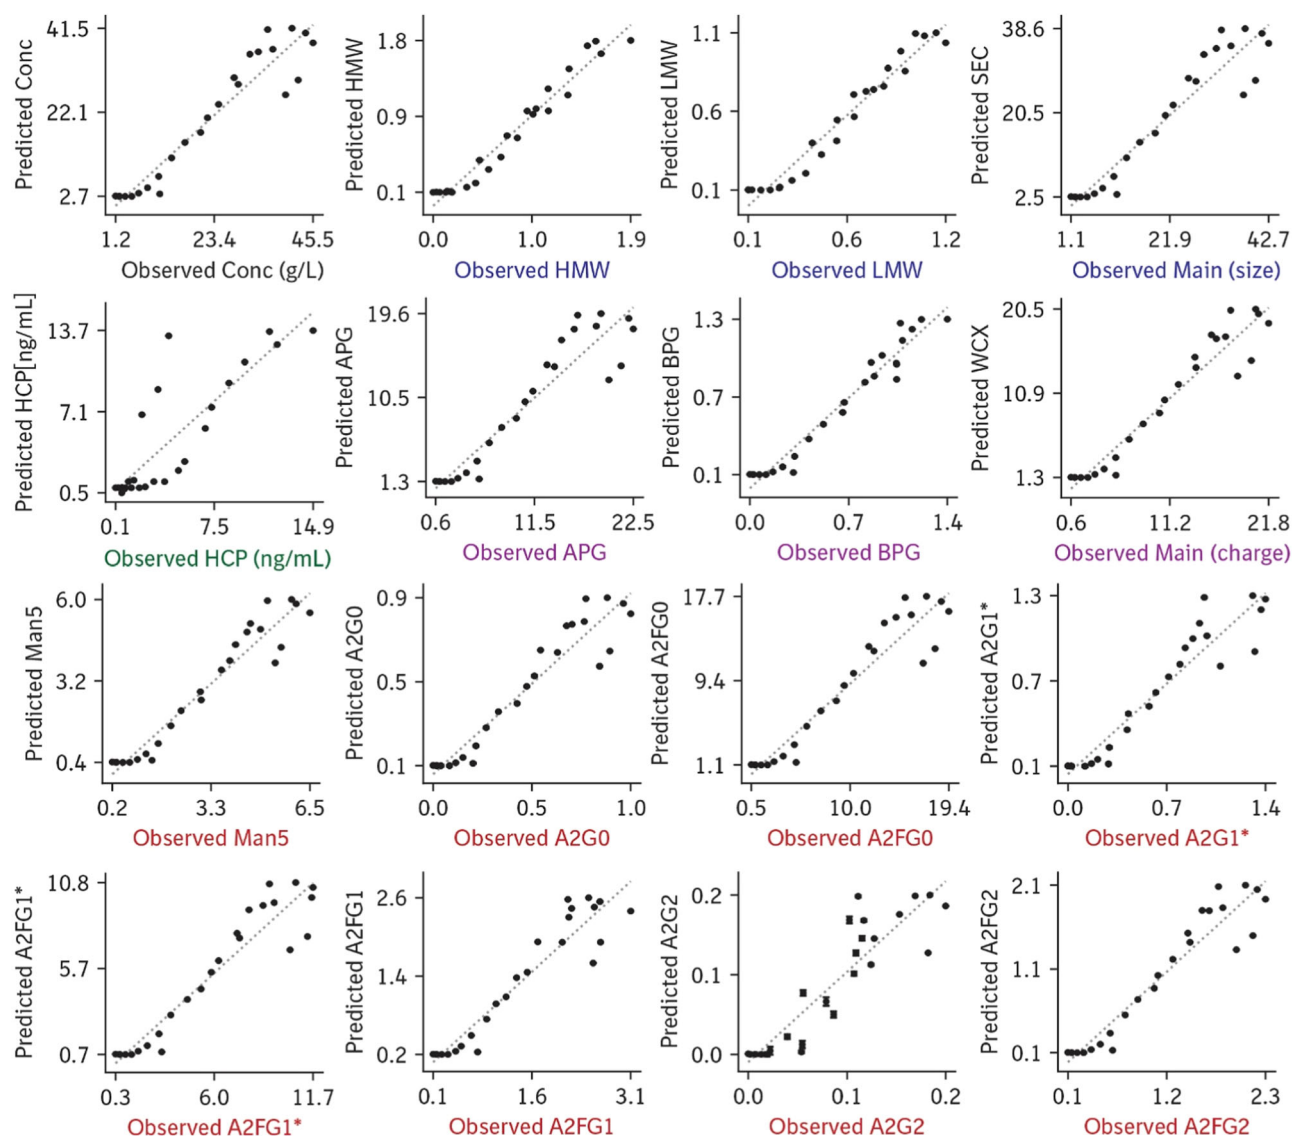 Predicted Conc
41.5
22.1
2.7
1.2 23.4 45.5
Observed Conc (g/L)
Predicted HMW
1.8
0.9
0.1
0.0 1.0 1.9
Observed HMW
Predicted LMW
1.1
0.6
0.1
0.1 0.6 1.2
Observed LMW
Predicted SEC
38.6
20.5
2.5
1.1 21.9 42.7
Observed Main (size)
Predicted HCP[ng/mL]
13.7
7.1
0.5
0.1 7.5 14.9
Observed HCP (ng/mL)
Predicted APG
19.6
10.5
1.3
0.6 11.5 22.5
Observed APG
Predicted BPG
1.3
0.7
0.1
0.0 0.7 1.4
Observed BPG
Predicted WCX
20.5
10.9
1.3
0.6 11.2 21.8
Observed Main (charge)
Predicted Man5
6.0
3.2
0.4
0.2 3.3 6.5
Observed Man5
Predicted A2G0
0.9
0.5
0.1
0.0 0.5 1.0
Observed A2G0
Predicted A2FG0
17.7
9.4
1.1
0.5 10.0 19.4
Observed A2FG0
Predicted A2G1*
1.3
0.7
0.1
0.0 0.7 1.4
Observed A2G1*
Predicted A2FG1*
10.8
5.7
0.7
0.3 6.0 11.7
Observed A2FG1*
Predicted A2FG1
2.6
1.4
0.2
0.1 1.6 3.1
Observed A2FG1
Predicted A2G2
0.2
0.1
0.0
0.0 0.1 0.2
Observed A2G2
Predicted A2FG2
2.1
1.1
0.1
0.1 1.2 2.3
Observed A2FG2